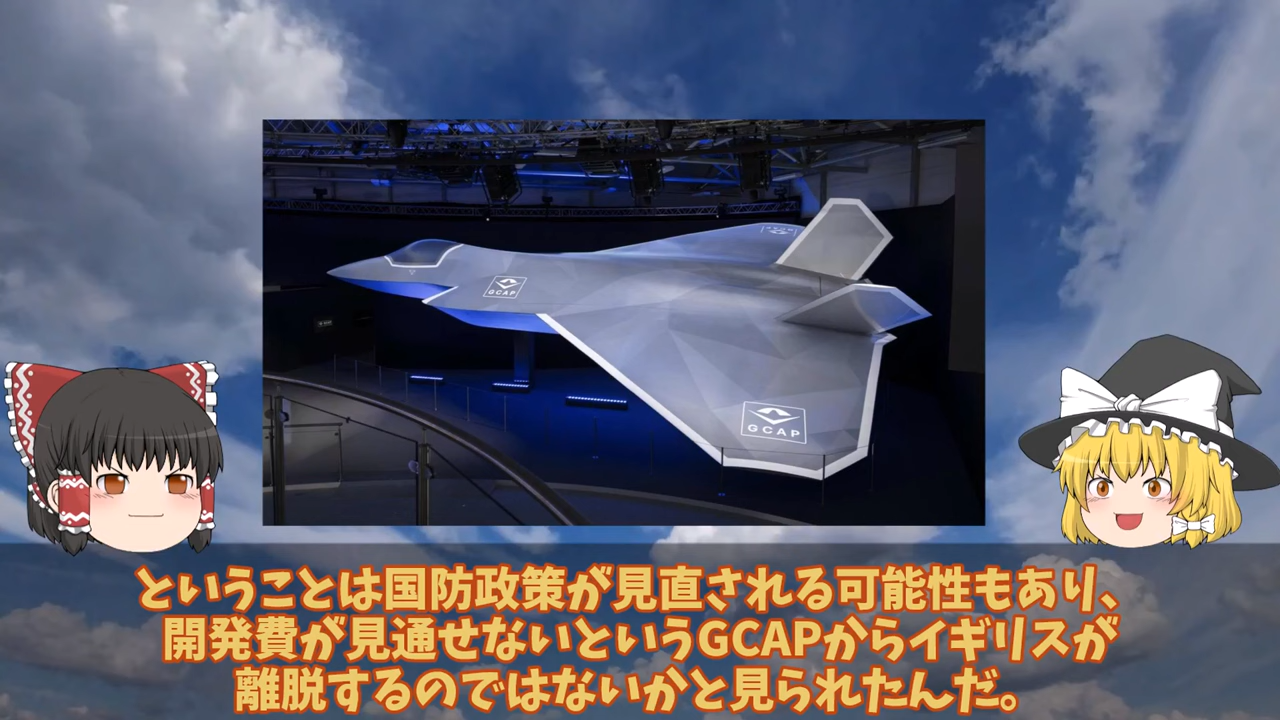 GCAP
GCAP
ということは国防政策が見直される可能性もあり、
開発費が見通せないというGCAPからイギリスが
離脱するのではないかと見られたんだ。